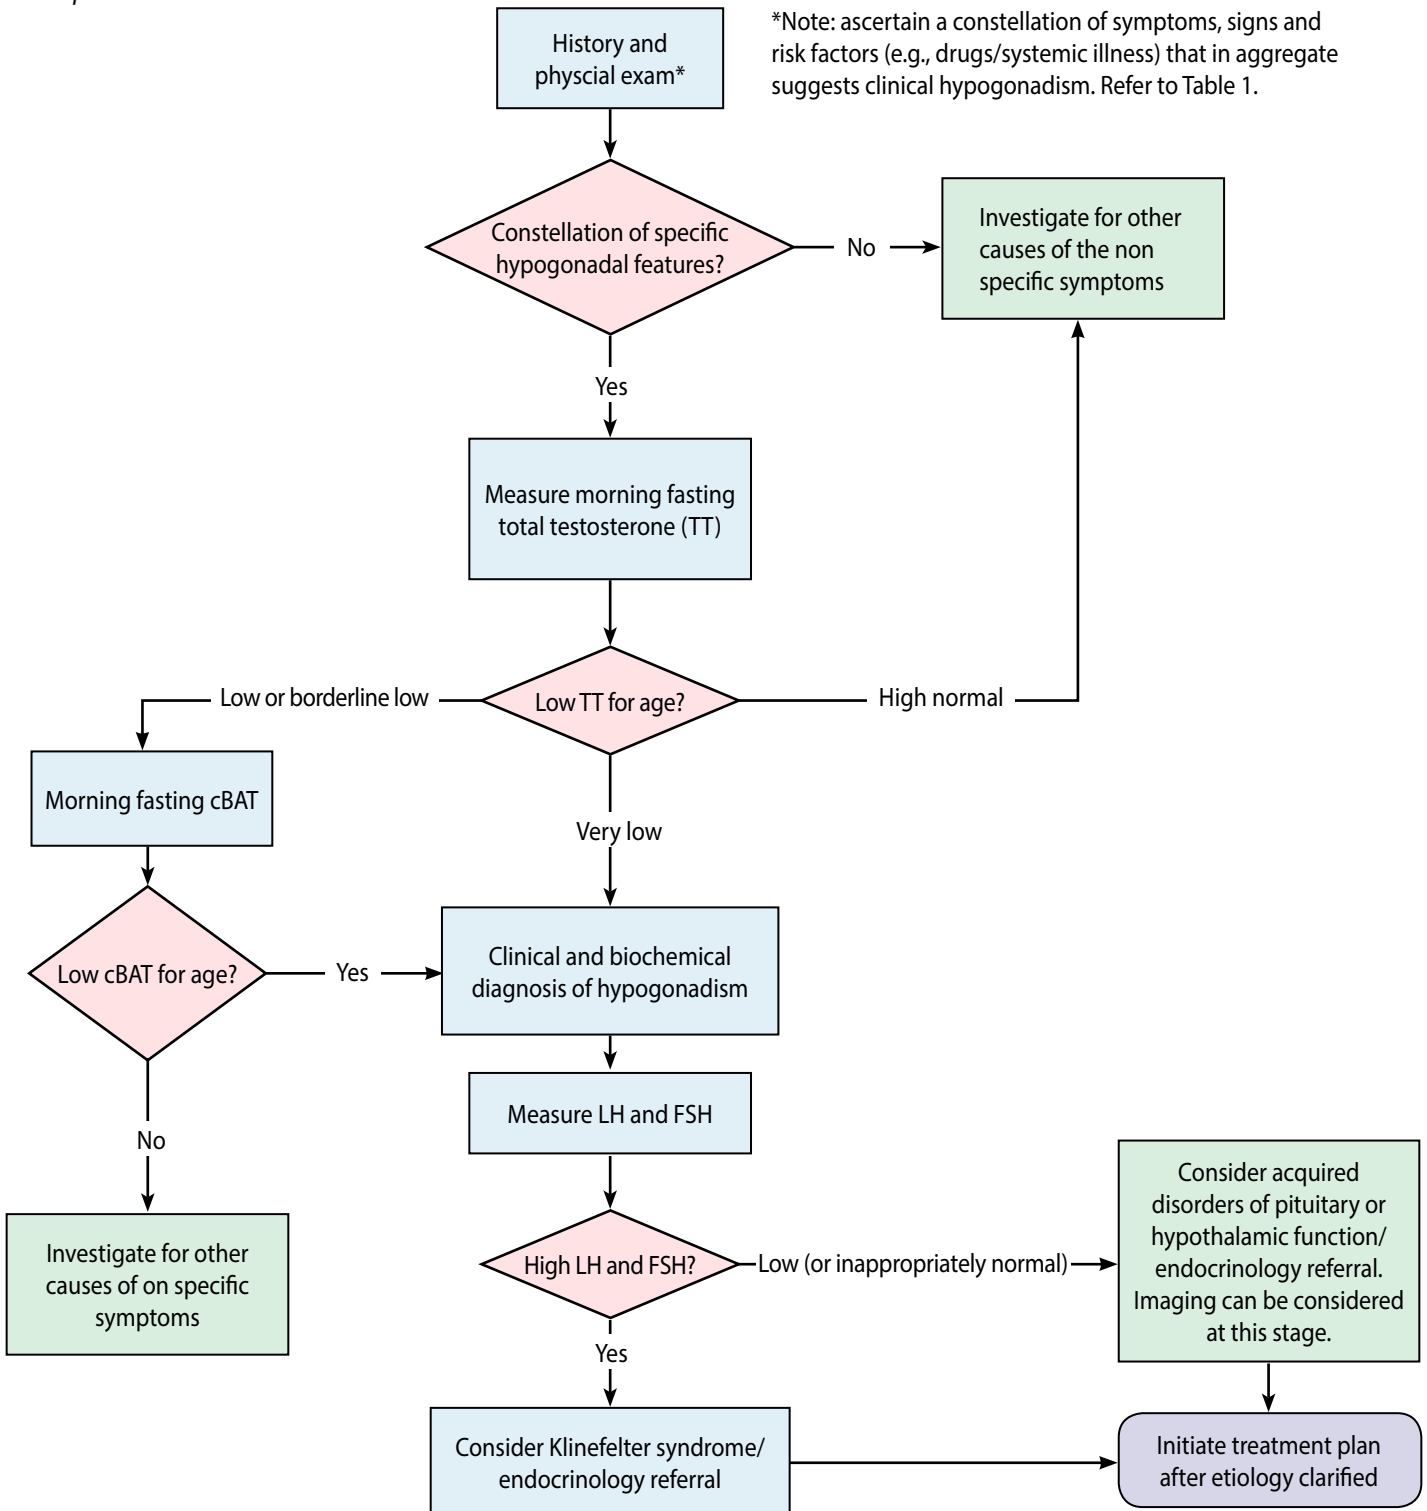 History and
physcial exam*
*Note: ascertain a constellation of symptoms, signs and
risk factors (e.g., drugs/systemic illness) that in aggregate
suggests clinical hypogonadism. Refer to Table 1.
Constellation of specific
hypogonadal features?
No
Investigate for other
causes of the non
specific symptoms
Yes
Measure morning fasting
total testosterone (TT)
Low or borderline low
Low TT for age?
High normal
Morning fasting cBAT
Very low
Low cBAT for age?
Yes
Clinical and biochemical
diagnosis of hypogonadism
Measure LH and FSH
No
Investigate for other
causes of on specific
symptoms
High LH and FSH?
Low (or inappropriately normal)
Consider acquired
disorders of pituitary or
hypothalamic function/
endocrinology referral.
Imaging can be considered
at this stage.
Yes
Consider Klinefelter syndrome/
endocrinology referral
Initiate treatment plan
after etiology clarified